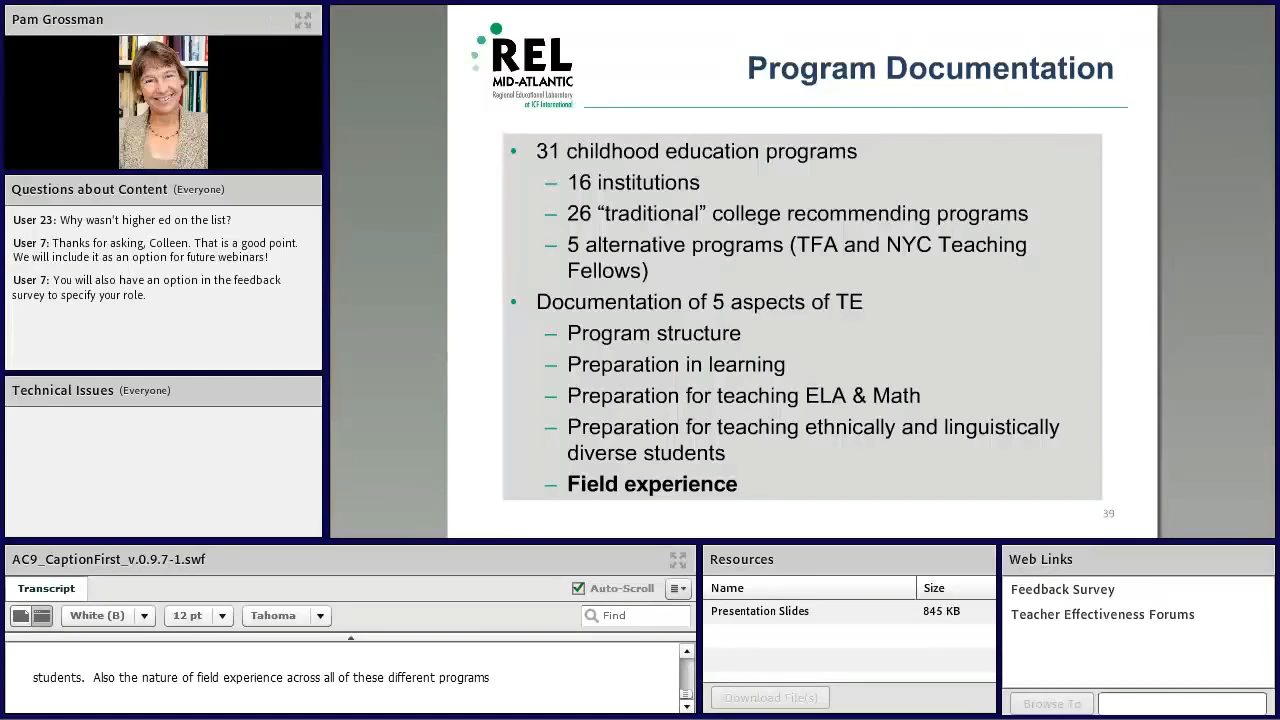 Pam Grossman
Questions about Content (Everyone)
User 23: Why wasn't higher ed on the list?
User 7: Thanks for asking, Colleen. That is a good point.
We will include it as an option for future webinars!
User 7: You will also have an option in the feedback
survey to specify your role.
Technical Issues (Everyone)
REL
MID-ATLANTIC
Regional Educational Laboratory
at ICF International
Program Documentation
• 31 childhood education programs
– 16 institutions
– 26 “traditional” college recommending programs
– 5 alternative programs (TFA and NYC Teaching
Fellows)
• Documentation of 5 aspects of TE
– Program structure
– Preparation in learning
– Preparation for teaching ELA & Math
– Preparation for teaching ethnically and linguistically
diverse students
– Field experience
39
AC9_CaptionFirst_v.0.9.7-1.swf
Transcript
Auto-Scroll
White (B)
12 pt
Tahoma
Find
students.  Also the nature of field experience across all of these different programs
Resources
Name
Size
Presentation Slides
845 KB
Download File(s)
Web Links
Feedback Survey
Teacher Effectiveness Forums
Browse To